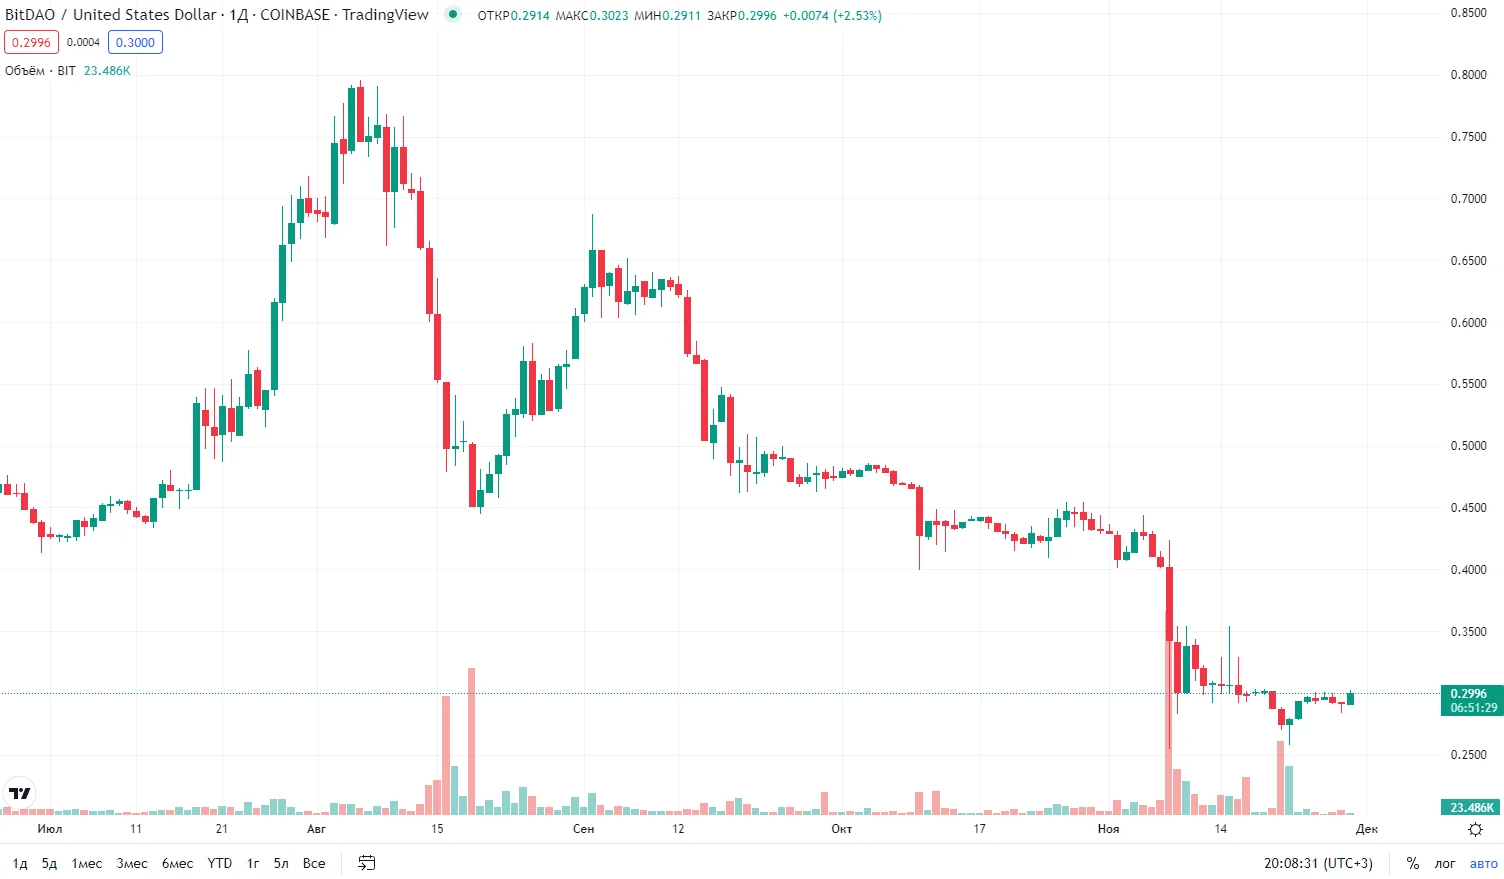 BitDAO / United States Dollar · 1Д · COINBASE · TradingView ОТКР0.2914 МАКС0.3023 МИН0.2911 ЗАКР0.2996 +0.0074 (+2.53%)
0.2996 0.0004 0.3000
Объём · BIT 23.486K
0.8500
0.8000
0.7500
0.7000
0.6500
0.6000
0.5500
0.5000
0.4500
0.4000
0.3500
0.2996
06:51:29
0.2500
23.486K
Июл 11 21 Авг 15 Сен 12 Окт 17 Ноя 14 Дек
1д 5д 1мес 3мес 6мес YTD 1г 5л Все 20:08:31 (UTC+3) % лог авто